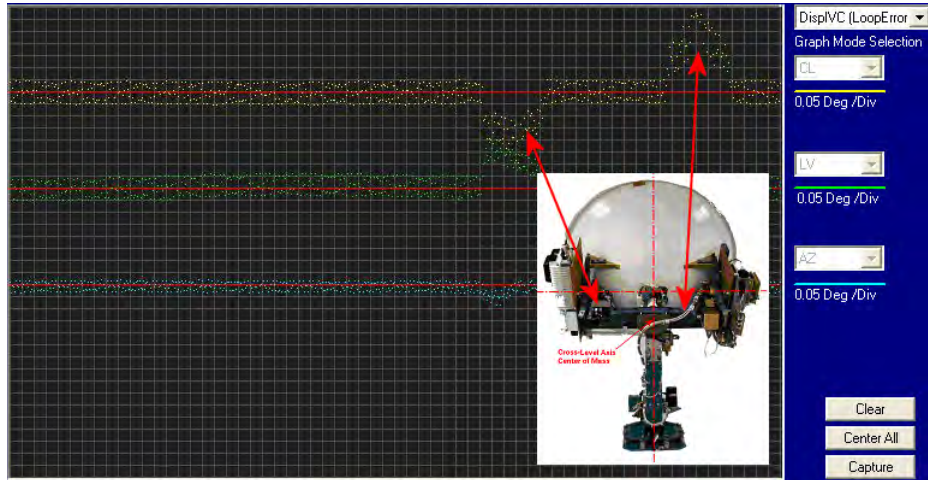 DispIVC (LoopError
Graph Mode Selection
CL
0.05 Deg /Div
LV
0.05 Deg /Div
AZ
0.05 Deg /Div
Cross-Level Axis
Center of Mass
Clear
Center All
Capture